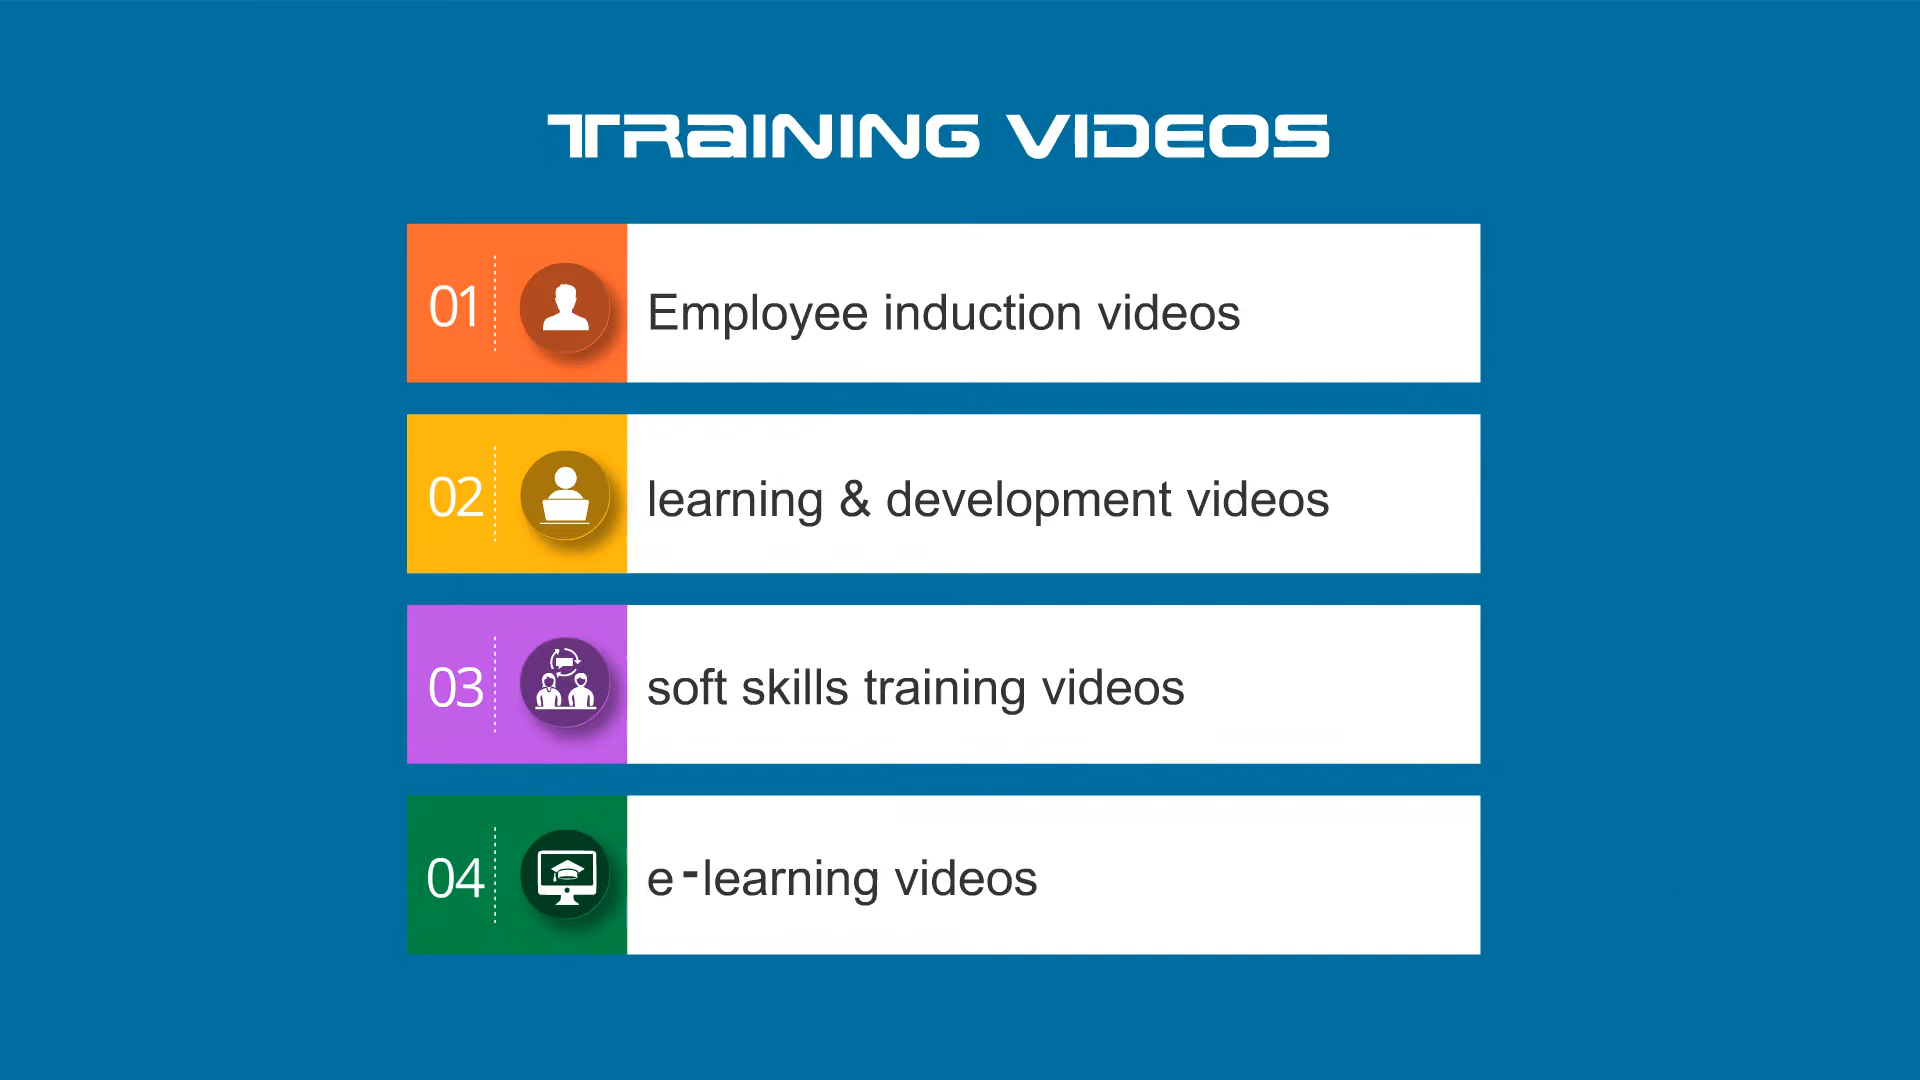 TRaINING VIDEOS
01
Employee induction videos
02
learning & development videos
03
soft skills training videos
04
e-learning videos